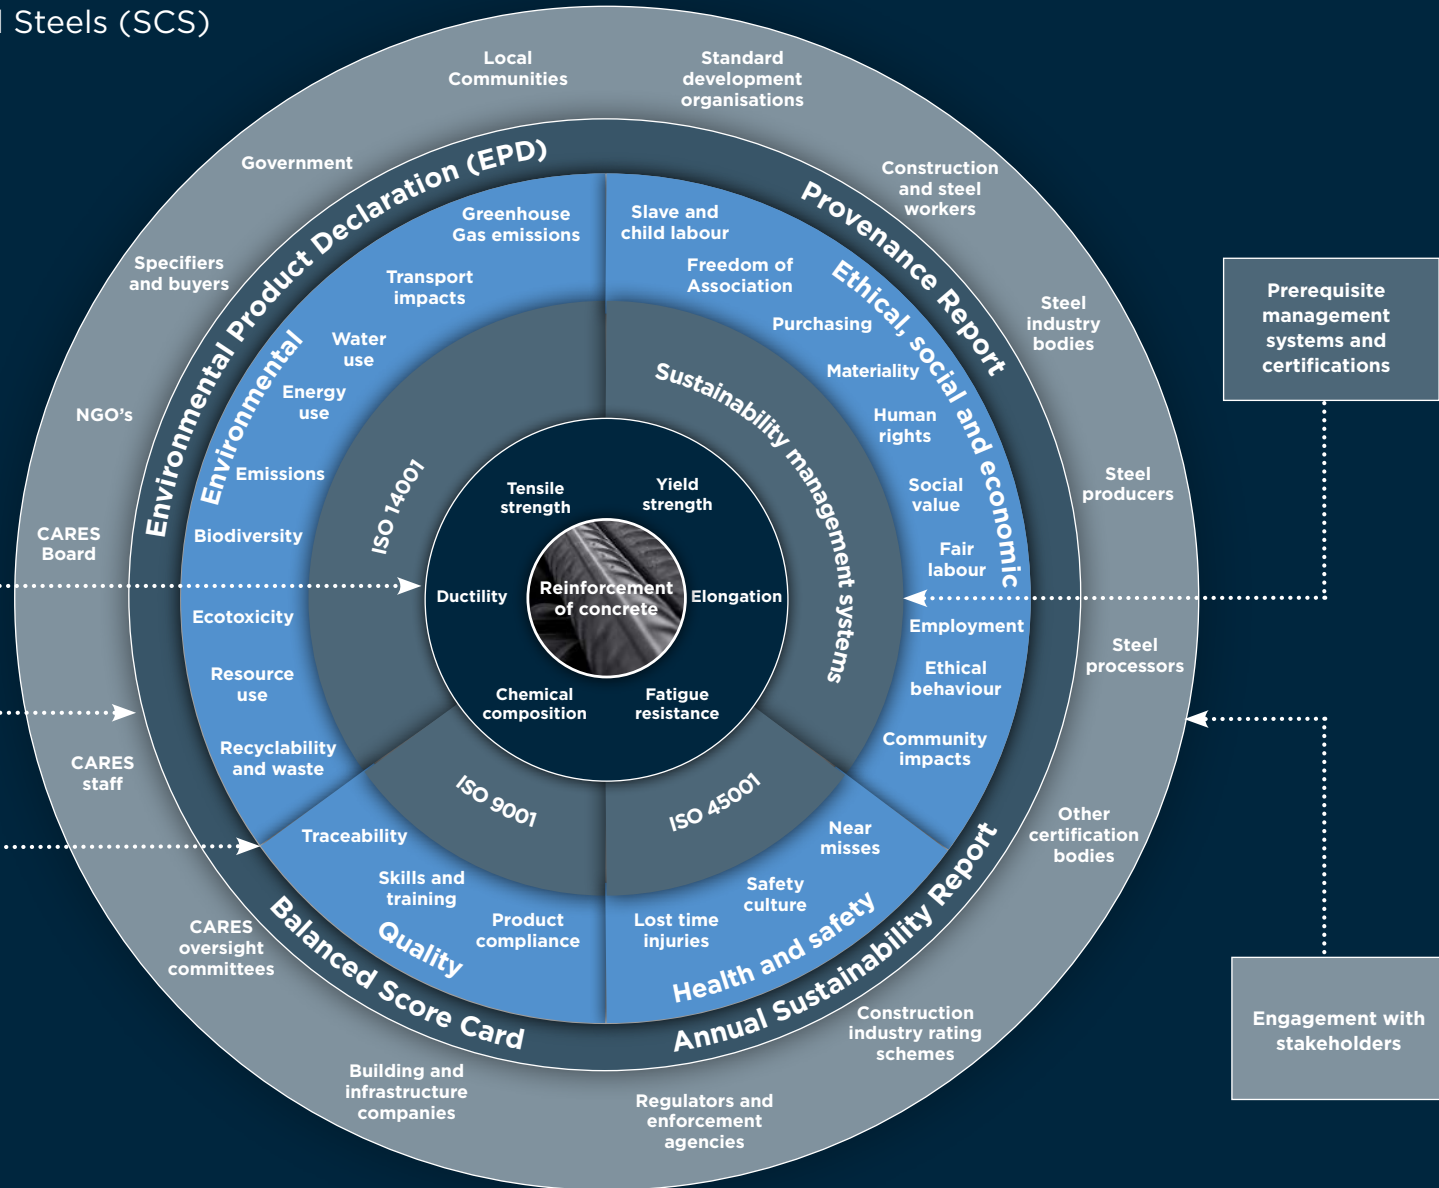 Steels (SCS)
Local
Communities
Standard
development
organisations
Government
Construction
and steel
workers
Specifiers
and buyers
Steel
industry
bodies
NGO's
Steel
producers
CARES
Board
Steel
processors
CARES
staff
Other
certification
bodies
CARES
oversight
committees
Construction
industry rating
schemes
Building and
infrastructure
companies
Regulators and
enforcement
agencies
Environmental Product Declaration (EPD)
Provenance Report
Balanced Score Card
Annual Sustainability Report
Environmental
Greenhouse
Gas emissions
Transport
impacts
Water
use
Energy
use
Emissions
Biodiversity
Ecotoxicity
Resource
use
Recyclability
and waste
Ethical, social and economic
Slave and
child labour
Freedom of
Association
Purchasing
Materiality
Human
rights
Social
value
Fair
labour
Employment
Ethical
behaviour
Community
impacts
Quality
Traceability
Skills and
training
Product
compliance
Health and safety
Near
misses
Safety
culture
Lost time
injuries
ISO 14001
Sustainability management systems
ISO 9001
ISO 45001
Tensile
strength
Yield
strength
Ductility
Reinforcement
of concrete
Elongation
Chemical
composition
Fatigue
resistance
Prerequisite
management
systems and
certifications
Engagement with
stakeholders